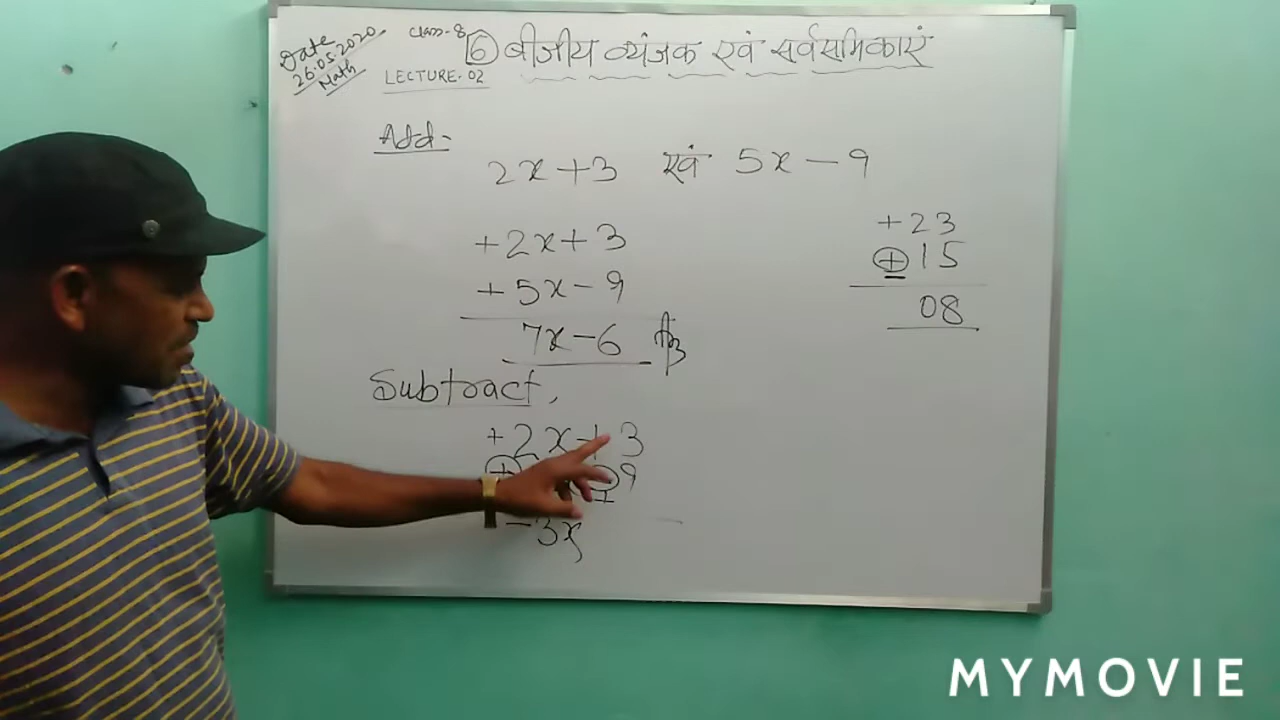 Date
26.05.2020
Math
Class-8
⑥ बीजीय व्यंजक एवं सर्वसमिकाएं
LECTURE-02
Add-
2x+3 एवं 5x-9
+2x+3
+5x-9
7x-6
+23
⊕15
08
Subtract,
+2x+3
9
-3x
MYMOVIE